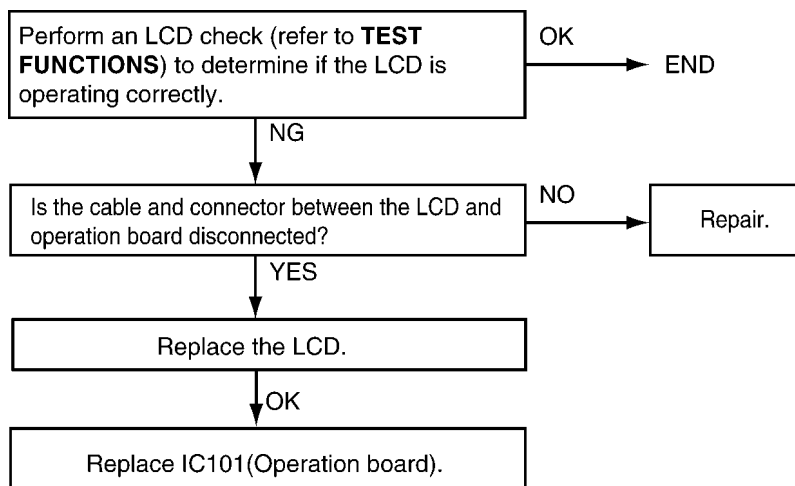 Perform an LCD check (refer to TEST
FUNCTIONS) to determine if the LCD is
operating correctly.
OK
END
NG
Is the cable and connector between the LCD and
operation board disconnected?
NO
Repair.
YES
Replace the LCD.
OK
Replace IC101(Operation board).